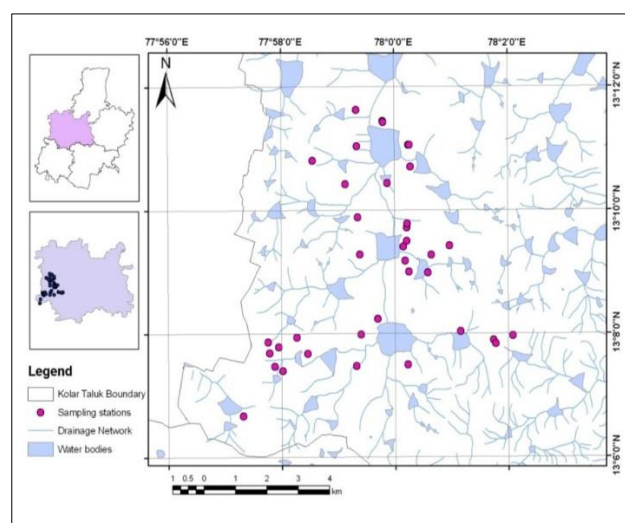 77°56'0"E 77°58'0"E 78°0'0"E 78°2'0"E
N
13°12'0"N
13°10'0"N
13°8'0"N
13°6'0"N
Legend
Kolar Taluk Boundary
Sampling stations
Drainage Network
Water bodies
1 0.5 0 1 2 3 4
km